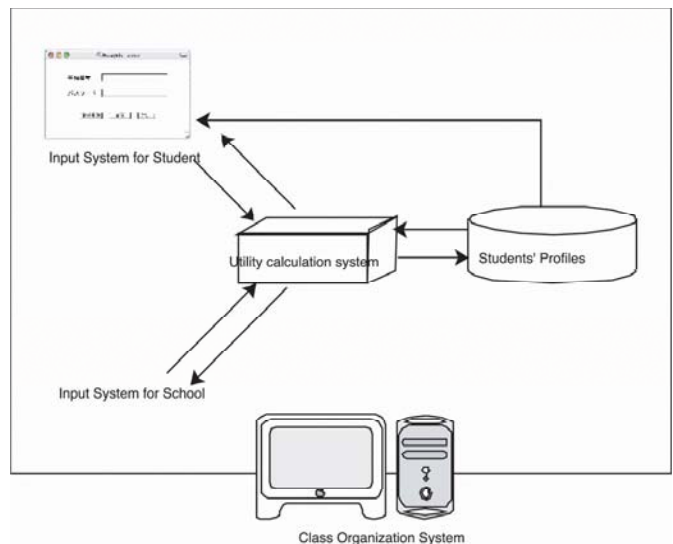 Input System for Student
Utility calculation system
Students' Profiles
Input System for School
Class Organization System